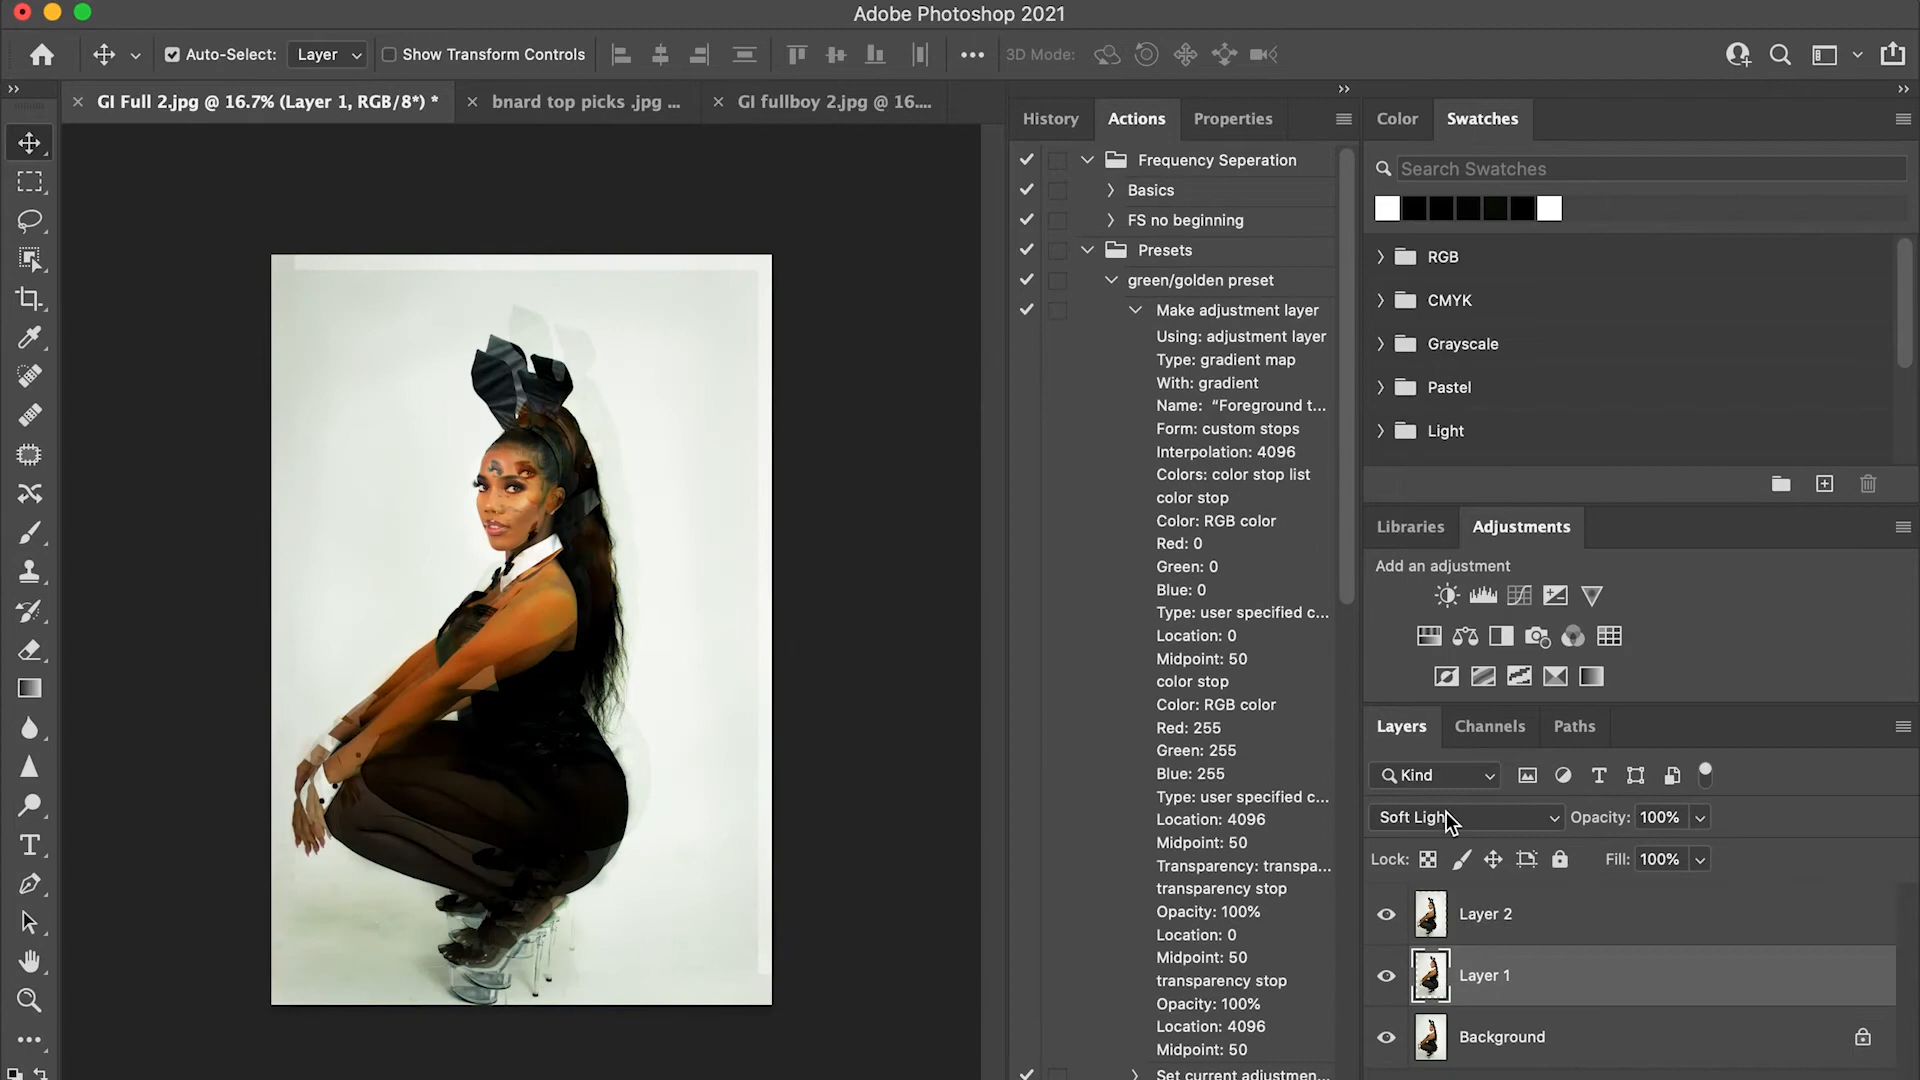 Adobe Photoshop 2021
Auto-Select: Layer Show Transform Controls 3D Mode:
GI Full 2.jpg @ 16.7% (Layer 1, RGB/8*) * bnard top picks .jpg ... GI fullboy 2.jpg @ 16....
History Actions Properties
Frequency Seperation
Basics
FS no beginning
Presets
green/golden preset
Make adjustment layer
Using: adjustment layer
Type: gradient map
With: gradient
Name: “Foreground t...
Form: custom stops
Interpolation: 4096
Colors: color stop list
color stop
Color: RGB color
Red: 0
Green: 0
Blue: 0
Type: user specified c...
Location: 0
Midpoint: 50
color stop
Color: RGB color
Red: 255
Green: 255
Blue: 255
Type: user specified c...
Location: 4096
Midpoint: 50
Transparency: transpa...
transparency stop
Opacity: 100%
Location: 0
Midpoint: 50
transparency stop
Opacity: 100%
Location: 4096
Midpoint: 50
Set current adjustmen...
Color Swatches
Search Swatches
RGB
CMYK
Grayscale
Pastel
Light
Libraries Adjustments
Add an adjustment
Layers Channels Paths
Kind
Soft Ligh Opacity: 100%
Lock: Fill: 100%
Layer 2
Layer 1
Background